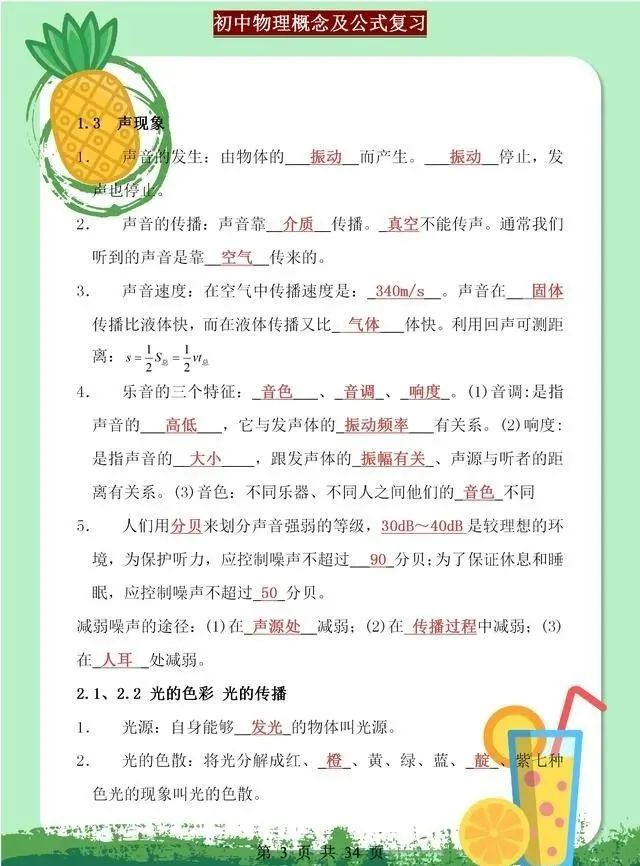 初中物理概念及公式复习
1.3 声现象
1. 声音的发生：由物体的 振动 而产生。 振动 停止，发
声也停止。
2. 声音的传播：声音靠 介质 传播。 真空不能传声。通常我们
听到的声音是靠 空气 传来的。
3. 声音速度：在空气中传播速度是： 340m/s 。声音在 固体
传播比液体快，而在液体传播又比 气体 体快。利用回声可测距
离：s=1/2S总=1/2vt总
4. 乐音的三个特征： 音色 、 音调 、 响度 。(1)音调:是指
声音的 高低 ，它与发声体的 振动频率 有关系。(2)响度:
是指声音的 大小 ，跟发声体的 振幅有关 、声源与听者的距
离有关系。(3)音色：不同乐器、不同人之间他们的 音色 不同
5. 人们用分贝来划分声音强弱的等级，30dB～40dB 是较理想的环
境，为保护听力，应控制噪声不超过 90 分贝;为了保证休息和睡
眠，应控制噪声不超过 50 分贝。
减弱噪声的途径：(1)在 声源处 减弱；(2)在 传播过程中减弱；(3)
在 人耳 处减弱。
2.1、2.2 光的色彩 光的传播
1. 光源：自身能够 发光 的物体叫光源。
2. 光的色散：将光分解成红、 橙 、黄、绿、蓝、 靛 、紫七种
色光的现象叫光的色散。
第 3 页 共 34 页